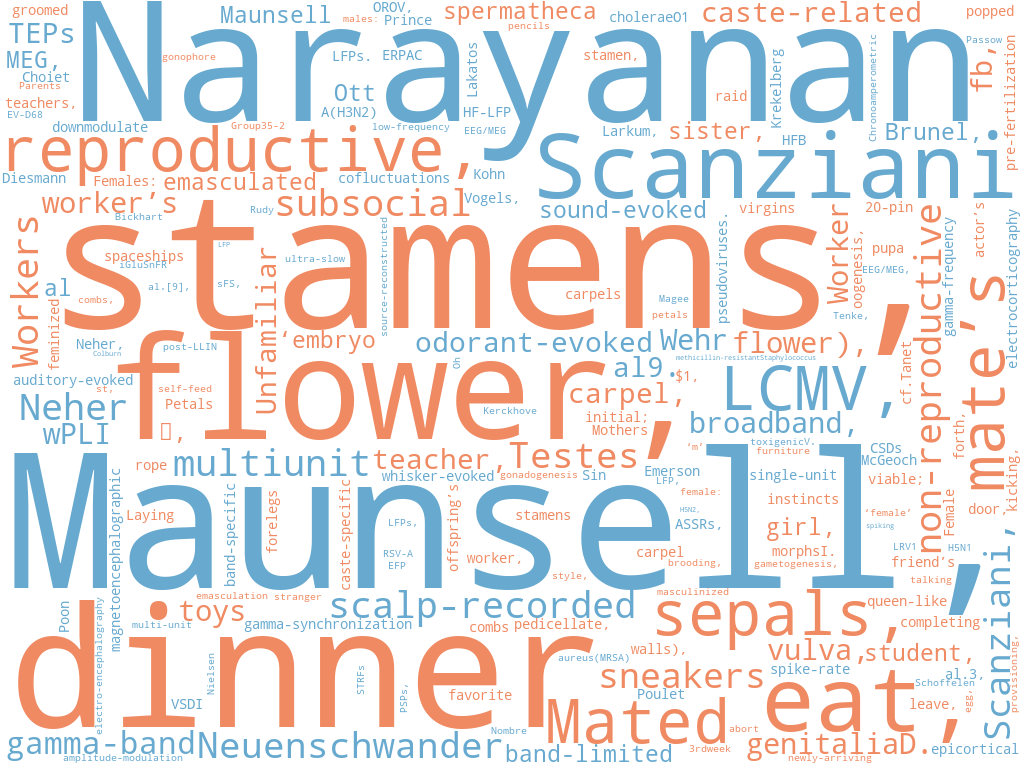 groomed
Maunsell
OROV,
males:
Prince
pencils
spermatheca
choleraeO1
caste-related
popped
TEPs
Narayanan
gonophore
LFPs.
ERPAC
Lakatos
stamen,
Passow
MEG,
Choiet
Parents
fb,
teachers,
EV-D68
Ott
A(H3N2)
HF-LFP
raid
Krekelberg
Chronoamperometric
pre-fertilization
downmodulate
Group35-2
low-frequency
EEG/MEG
Larkum,
sister,
HFB
Brunel,
reproductive,
Scanziani
Diesmann
Females:
emasculated
cofluctuations
Kohn
Vogels,
worker’s
Bickhart
Rudy
subsocial
sound-evoked
virgins
20-pin
actor’s
Workers
stamens,
spaceships
iGluSnFR
LFP
ultra-slow
source-reconstructed
pseudoviruses.
Worker
oogenesis,
pupa
non-reproductive
gamma-frequency
electrocorticography
al
al.[9],
sFS,
carpels
Magee
petals
EEG/MEG,
Tenke,
combs,
feminized
Unfamiliar
mate’s
Neher,
Colburn
post-LLIN
‘embryo
odorant-evoked
Wehr
flower),
Oh
methicillin-resistantStaphylococcus
cf.Tanet
auditory-evoked
st,
self-feed
flower,
al9.
$1,
LCMV,
Petals
carpel,
Neher
Kerckhove
initial;
Mothers
broadband,
forth,
wPLI
,
‘m’
toxigenicV.
furniture
CSDs
McGeoch
rope
multiunit
teacher,
Testes
Emerson
LFP,
single-unit
viable;
kicking,
whisker-evoked
gonadogenesis
Sin
Maunsell,
magnetoencephalographic
Laying
band-specific
forelegs
caste-specific
LFPs,
offspring’s
stamens
female:
H5N2,
ASSRs,
instincts
girl,
‘female’
spiking
Female
door,
RSV-A
EFP
worker,
carpel
brooding,
morphsI.
gametogenesis,
LRV1
H5N1
friend’s
talking
style,
masculinized
Poon
emasculation
stranger
toys
scalp-recorded
sepals,
queen-like
completing
Scanziani,
electro-encephalography
multi-unit
gamma-synchronization
combs
pedicellate,
dinner
walls),
vulva,
student,
aureus(MRSA)
Nielsen
STRFs
PSPs,
sneakers
spike-rate
al.3,
Schoffelen
provisioning,
VSDI
favorite
Poulet
eat,
leave,
egg,
Nombre
Mated
abort
gamma-band
Neuenschwander
band-limited
3rdweek
genitaliaD.
epicortical
amplitude-modulation
newly-arriving